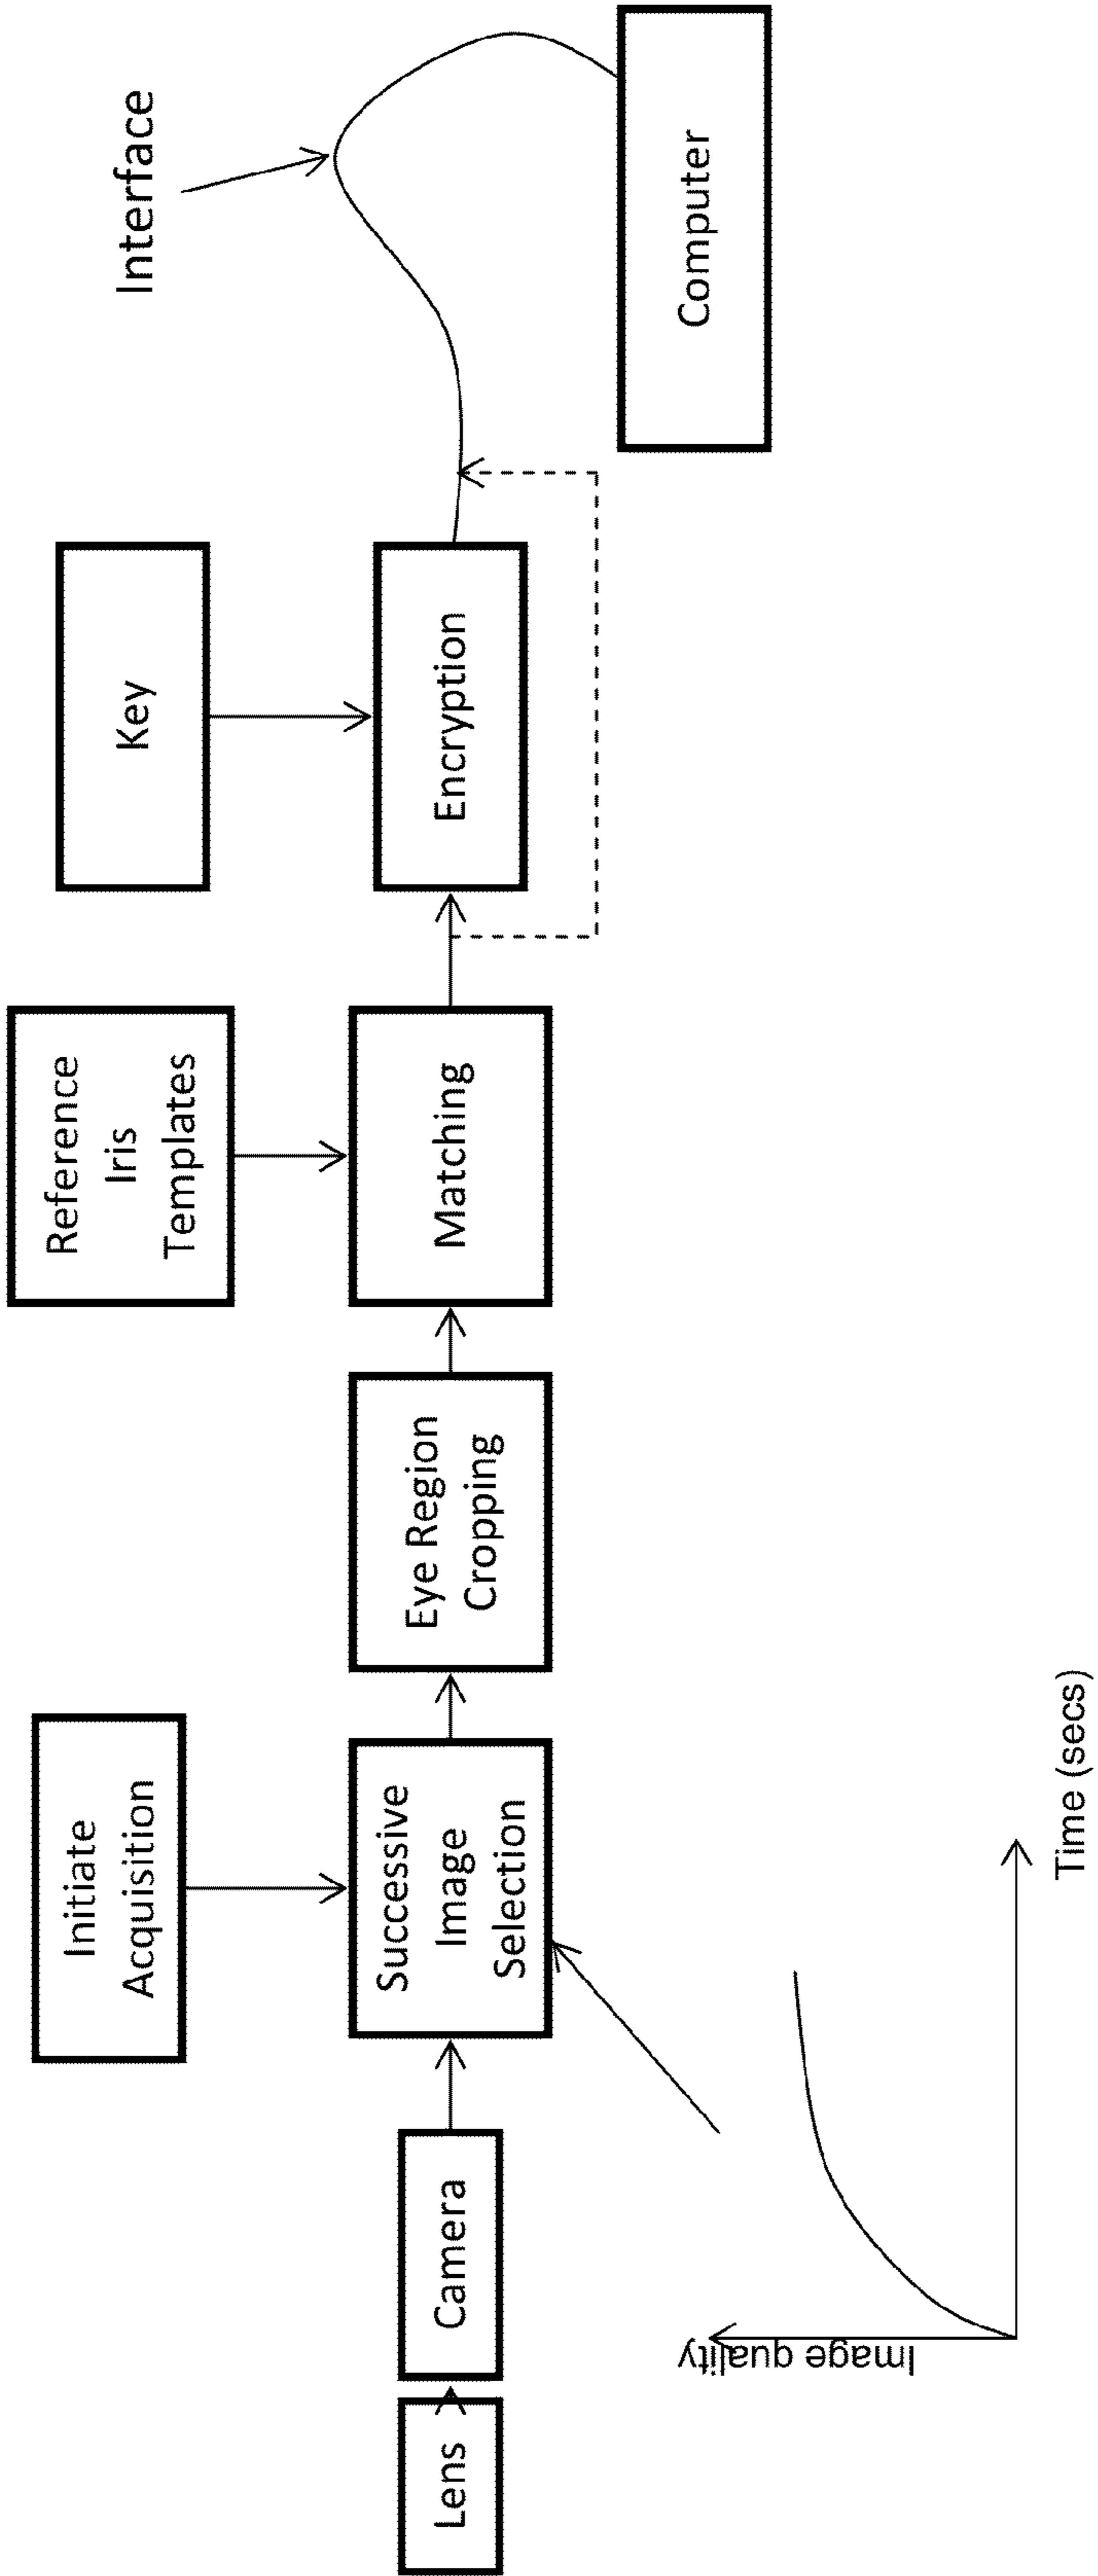 Initiate
Acquisition
Reference
Iris
Templates
Key
Interface
Lens
Camera
Successive
Image
Selection
Eye Region
Cropping
Matching
Encryption
Computer
Image quality
Time (secs)